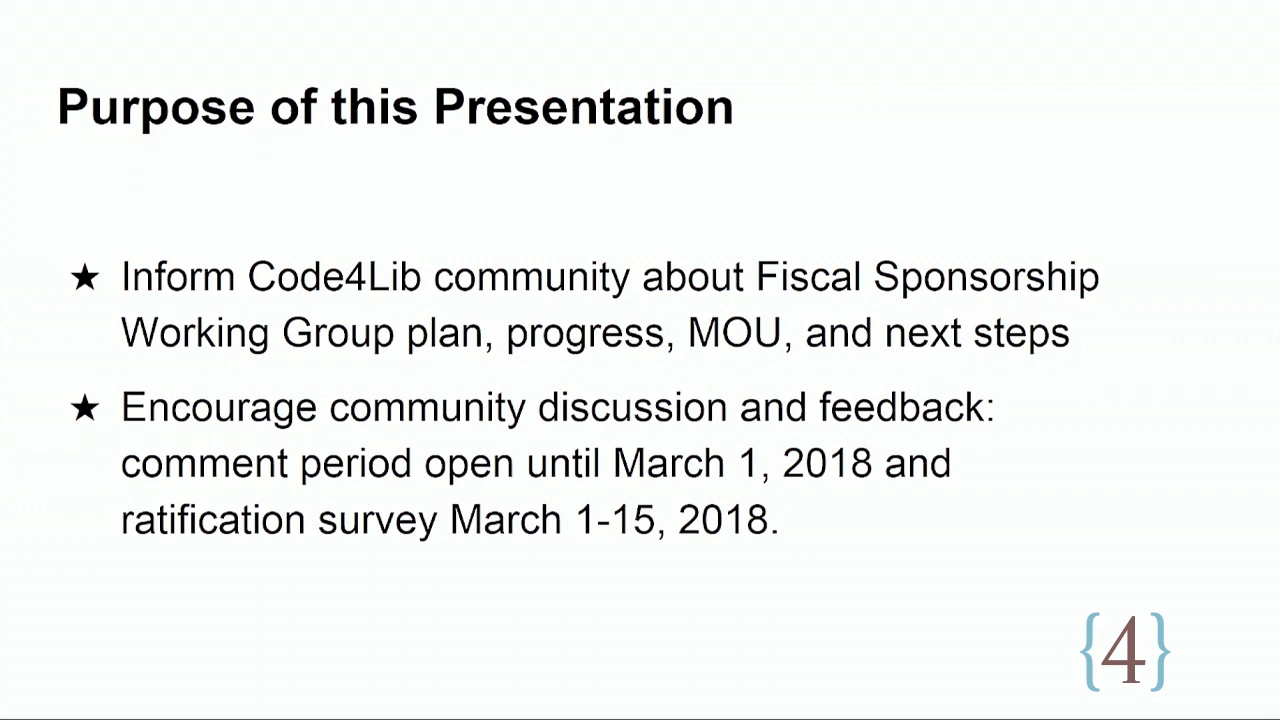 Purpose of this Presentation
★ Inform Code4Lib community about Fiscal Sponsorship
Working Group plan, progress, MOU, and next steps
★ Encourage community discussion and feedback:
comment period open until March 1, 2018 and
ratification survey March 1-15, 2018.
{4}